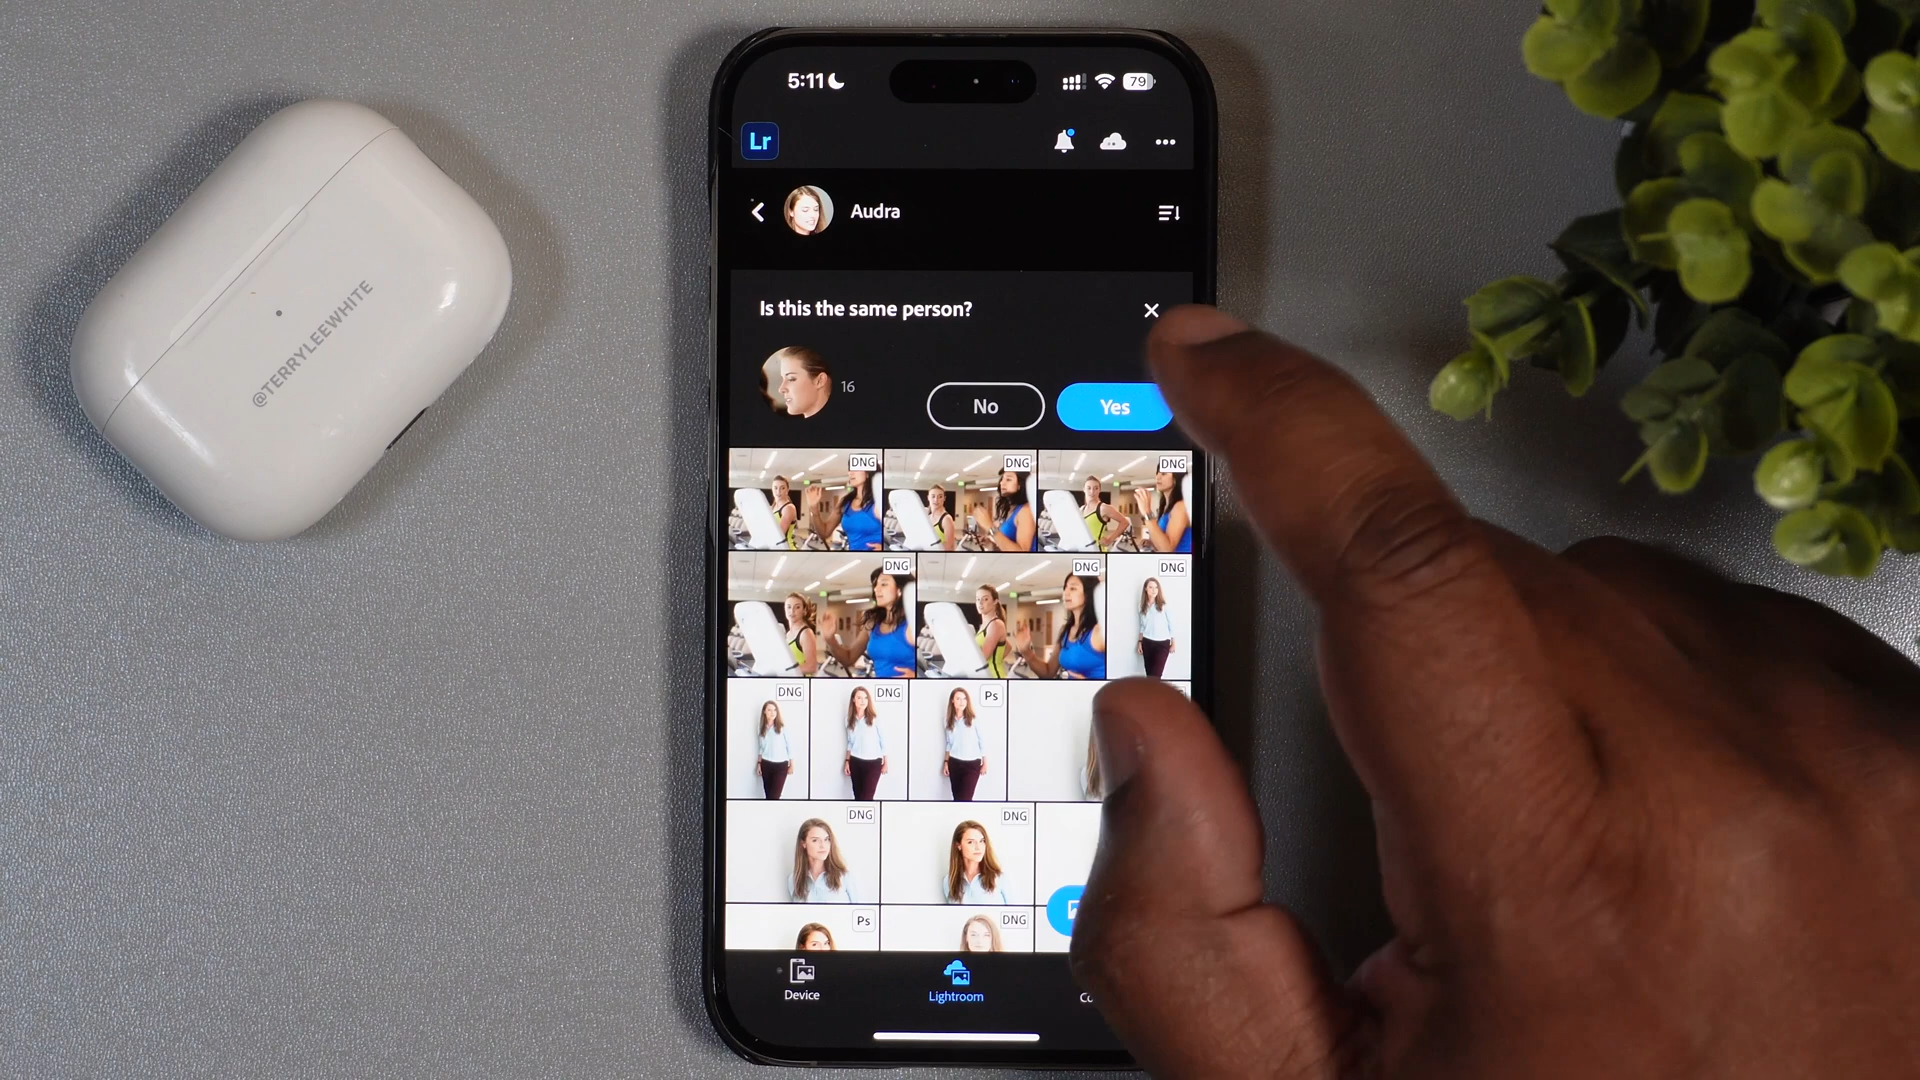 5:11
79
Lr
Audra
Is this the same person?
16
No
Yes
@TERRYLEEWHITE
DNG
DNG
DNG
DNG
DNG
DNG
DNG
DNG
Ps
DNG
DNG
Ps
DNG
Device
Lightroom